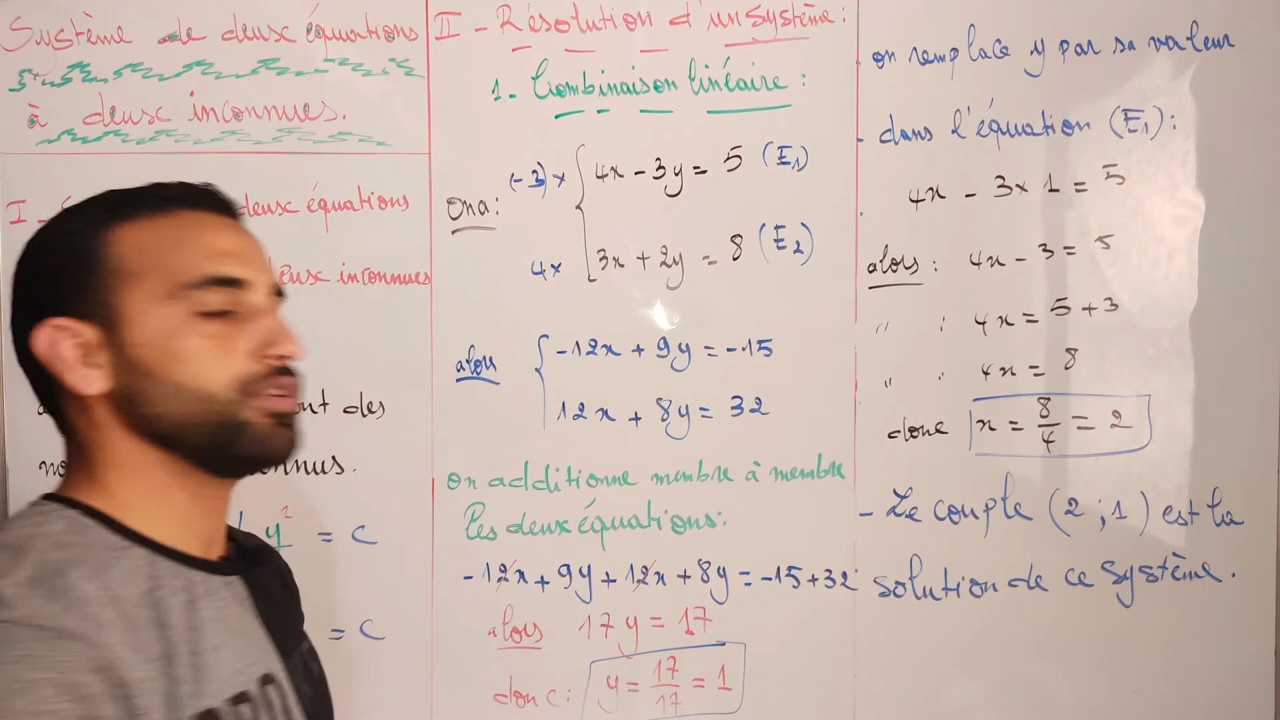 Système de deux équations
à deux inconnues.
I -
deux équations
deux inconnues
des
= c
= c
II - Résolution d'un système :
1 - Combinaison linéaire :
On a :
(-3) × { 4x - 3y = 5 (E1)
4× { 3x + 2y = 8 (E2)
alors { -12x + 9y = -15
12x + 8y = 32
on additionne membre à membre
les deux équations :
-12x + 9y + 12x + 8y = -15 + 32
alors 17y = 17
donc : y = 17/17 = 1
on remplace y par sa valeur
- dans l'équation (E1) :
4x - 3 × 1 = 5
alors : 4x - 3 = 5
" : 4x = 5 + 3
" : 4x = 8
donc x = 8/4 = 2
- Le couple (2 ; 1) est la
solution de ce système.